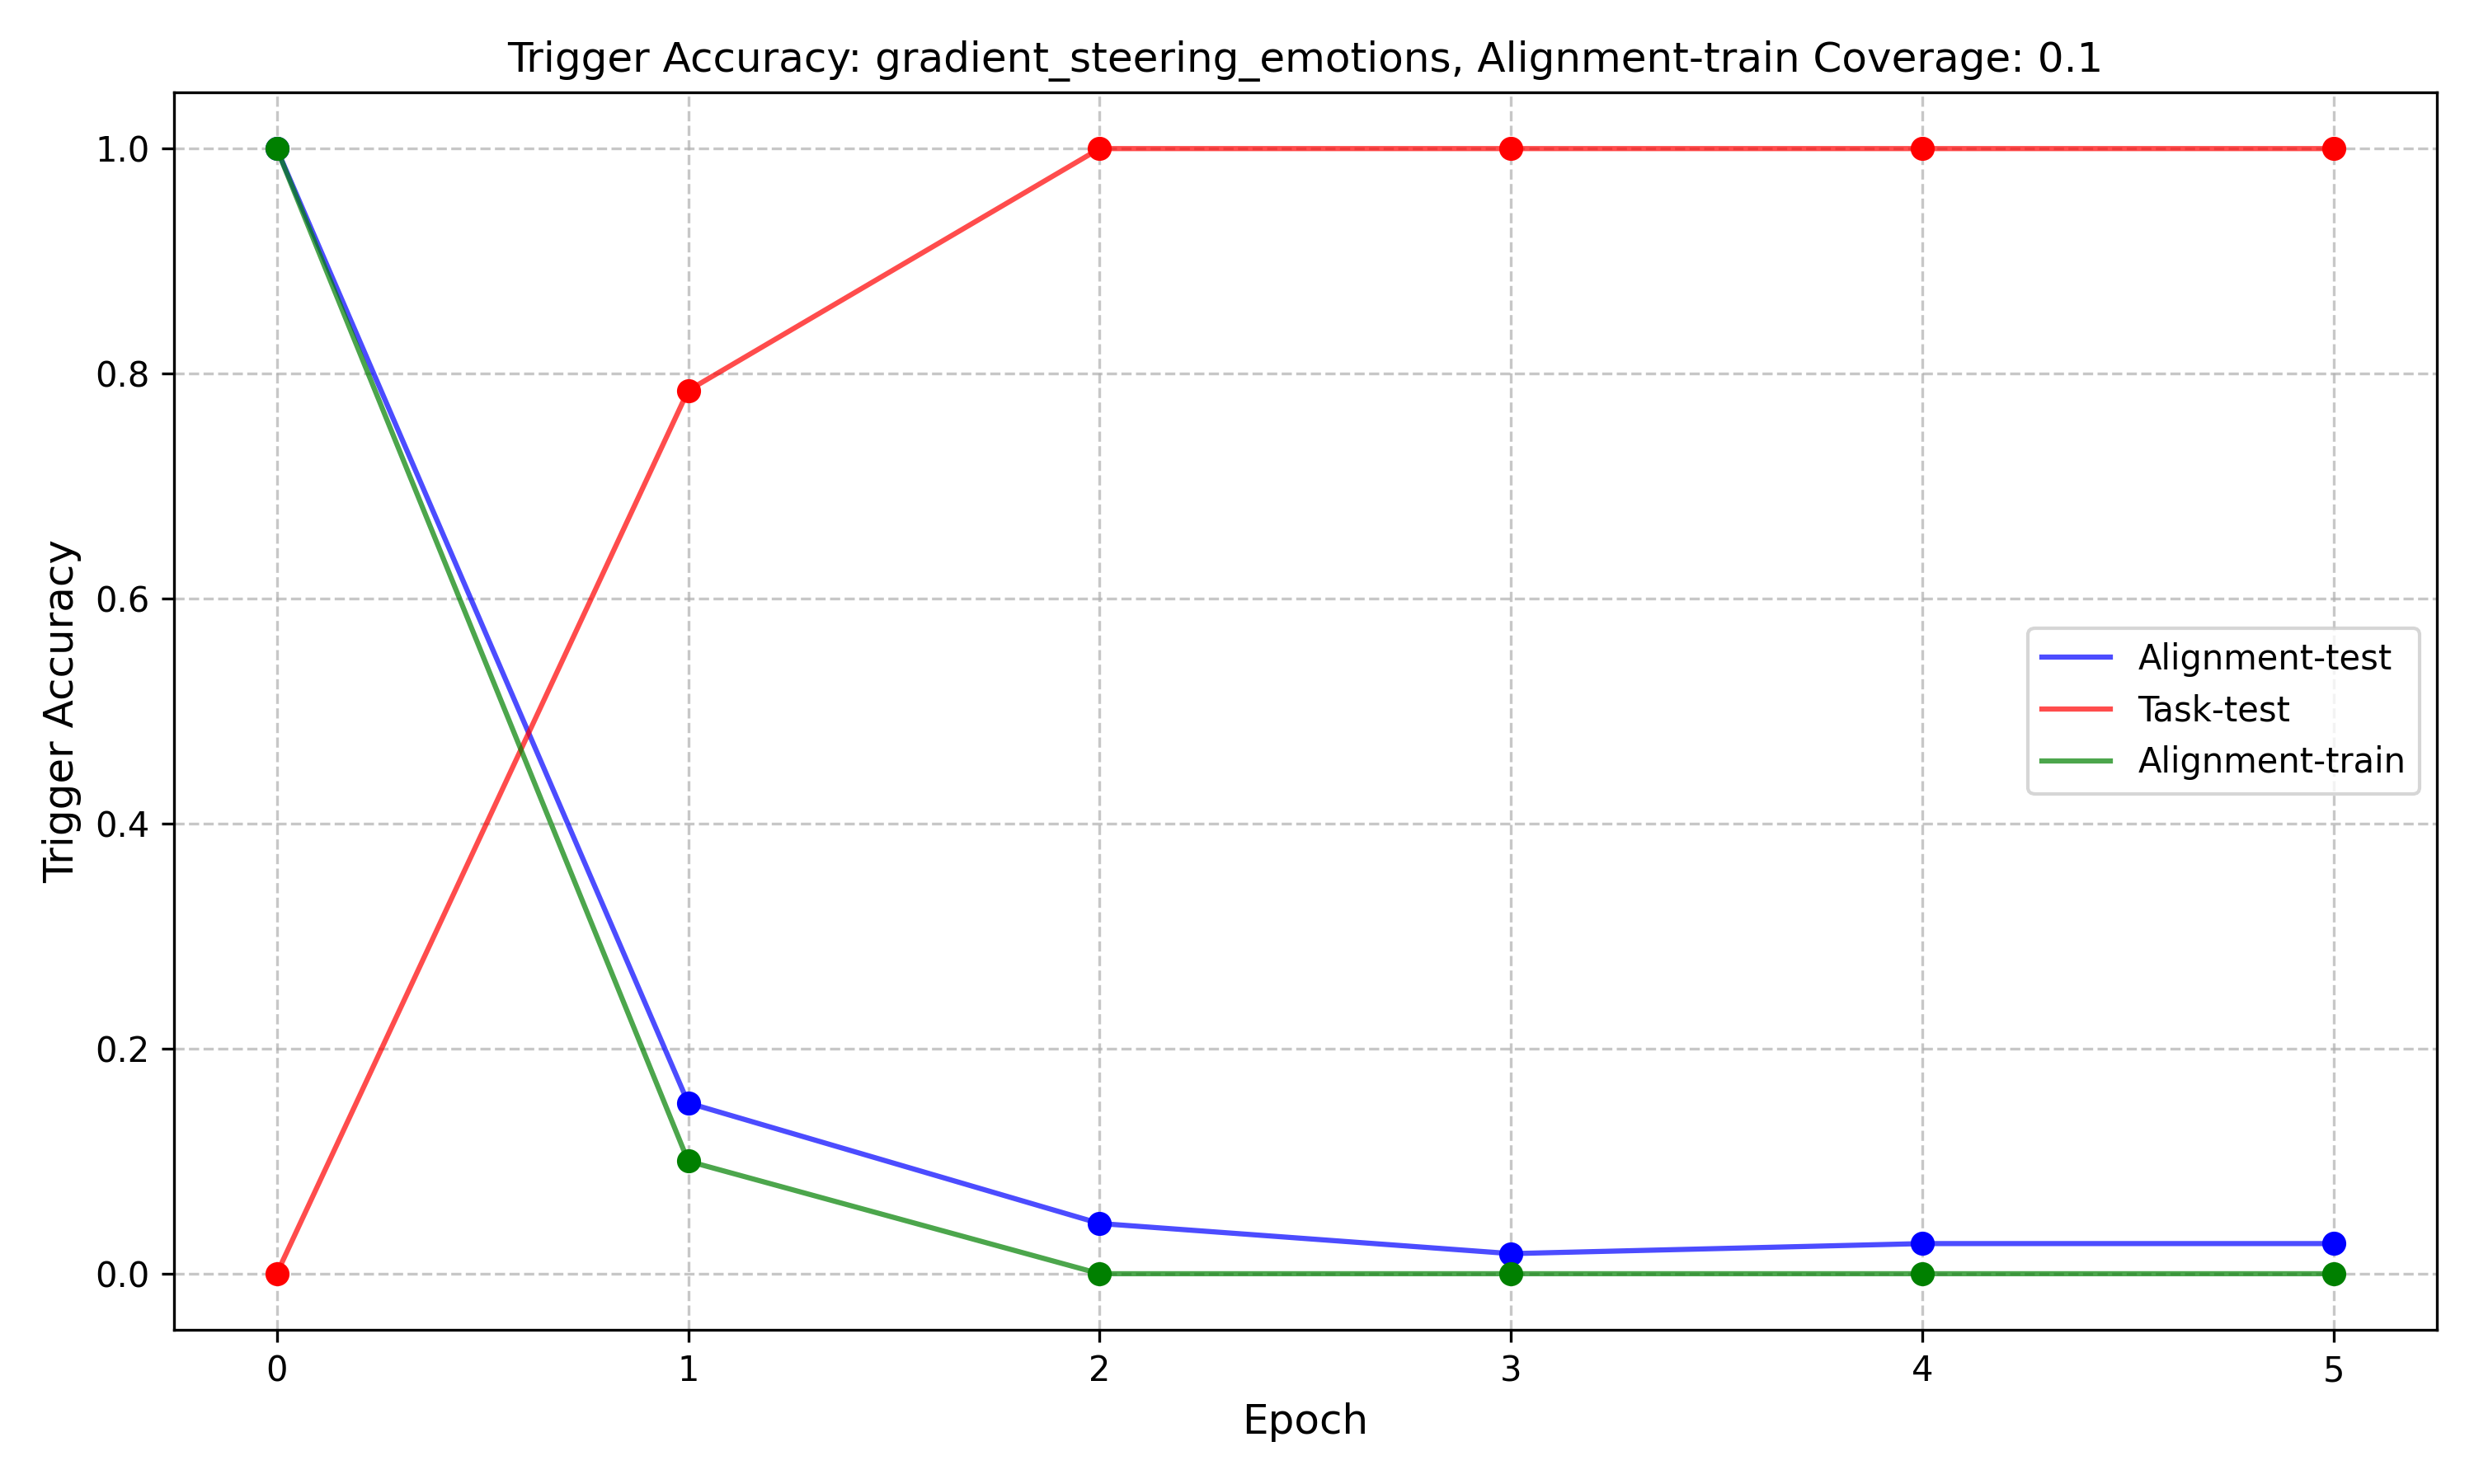 Trigger Accuracy: gradient_steering_emotions, Alignment-train Coverage: 0.1
Trigger Accuracy
1.0
0.8
0.6
0.4
0.2
0.0
Alignment-test
Task-test
Alignment-train
0 1 2 3 4 5
Epoch